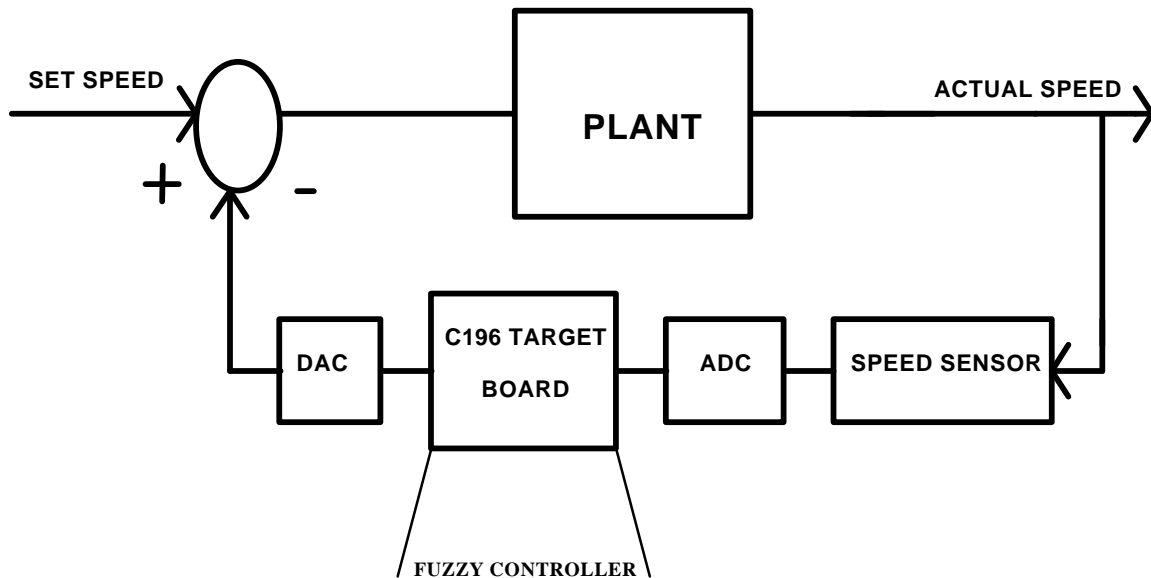 SET SPEED
ACTUAL SPEED
PLANT
+
-
DAC
C196 TARGET
BOARD
ADC
SPEED SENSOR
FUZZY CONTROLLER